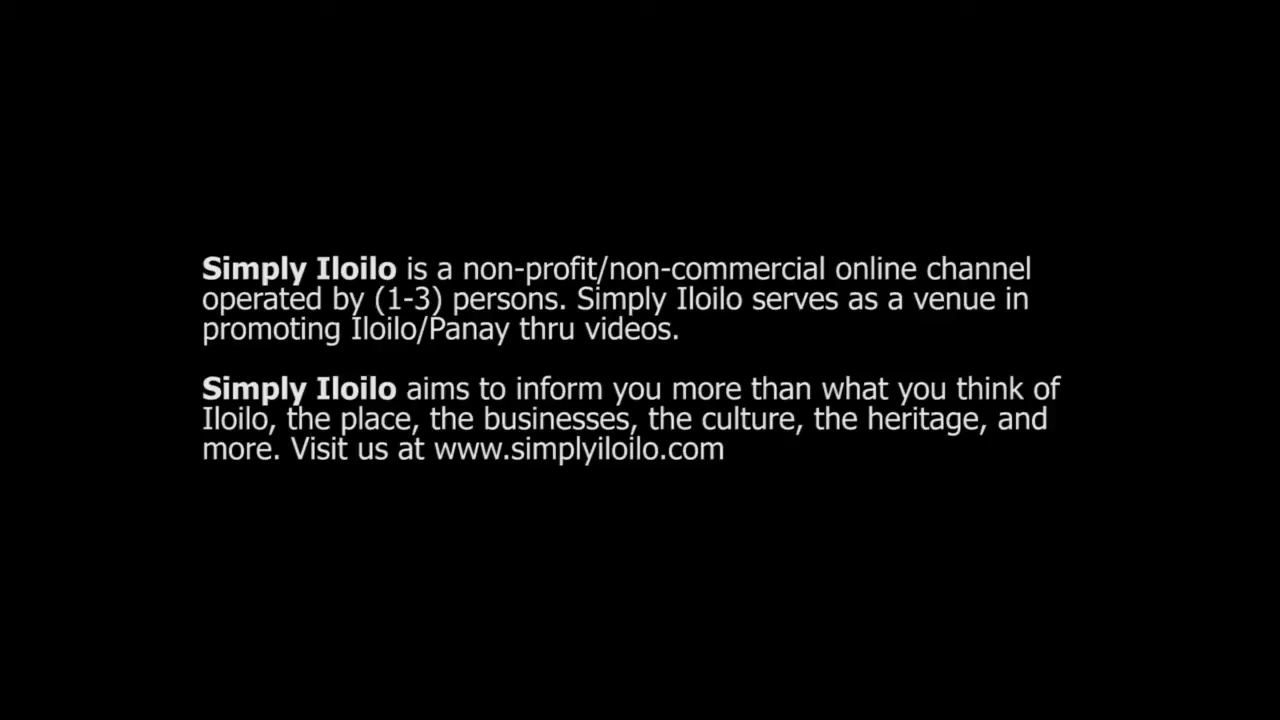 Simply Iloilo is a non-profit/non-commercial online channel
operated by (1-3) persons. Simply Iloilo serves as a venue in
promoting Iloilo/Panay thru videos.
Simply Iloilo aims to inform you more than what you think of
Iloilo, the place, the businesses, the culture, the heritage, and
more. Visit us at www.simplyiloilo.com